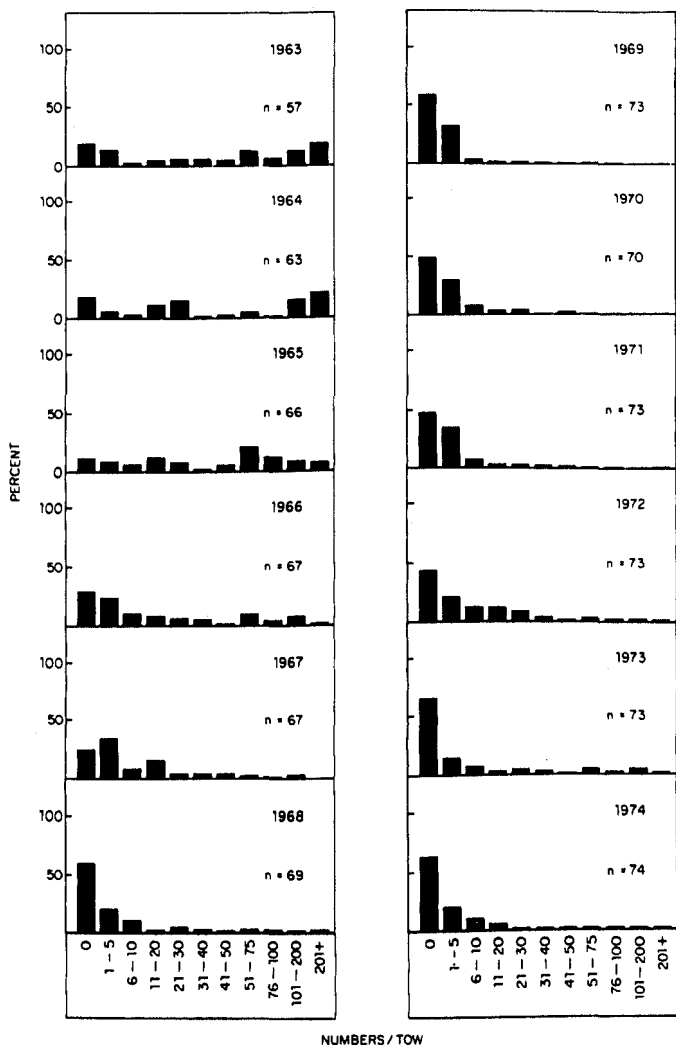 PERCENT
100
50
0
1963
n = 57
100
50
0
1964
n = 63
100
50
0
1965
n = 66
100
50
1966
n = 67
100
50
1967
n = 67
100
50
1968
n = 69
0
1 - 5
6 - 10
11 - 20
21 - 30
31 - 40
41 - 50
51 - 75
76 - 100
101 - 200
201+
1969
n = 73
1970
n = 70
1971
n = 73
1972
n = 73
1973
n = 73
1974
n = 74
0
1 - 5
6 - 10
11 - 20
21 - 30
31 - 40
41 - 50
51 - 75
76 - 100
101 - 200
201+
NUMBERS / TOW